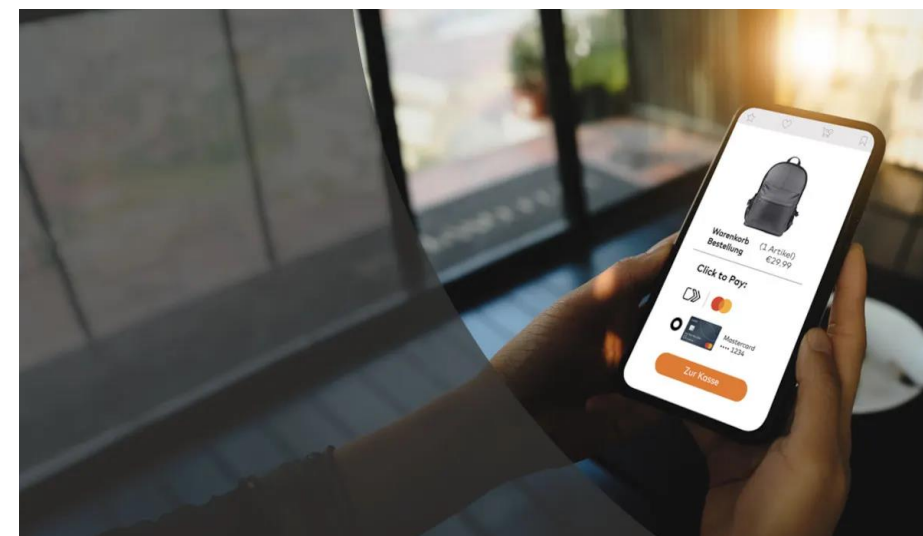 Warenkorb (1 Artikel)
Bestellung €29.99
Click to Pay:
Mastercard
•••• 1234
Zur Kasse